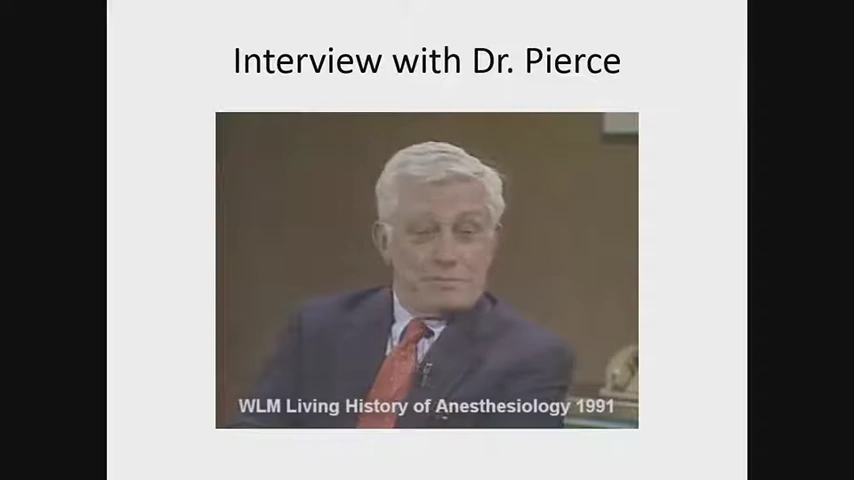 Interview with Dr. Pierce
WLM Living History of Anesthesiology 1991